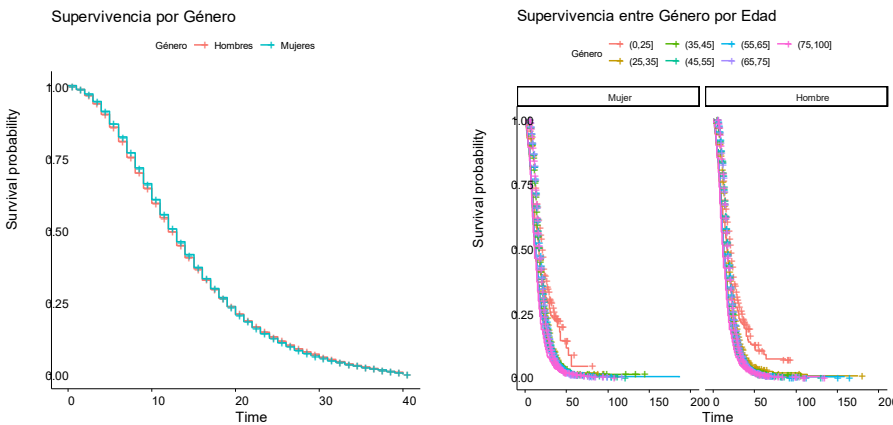 Supervivencia por Género
Género Hombres Mujeres
1.00
0.75
0.50
0.25
0.00
Survival probability
0 10 20 30 40
Time
Supervivencia entre Género por Edad
Género (0,25] (35,45] (55,65] (75,100]
(25,35] (45,55] (65,75]
Mujer Hombre
1.00
0.75
0.50
0.25
0.00
Survival probability
0 50 100 150 200 50 100 150 200
Time